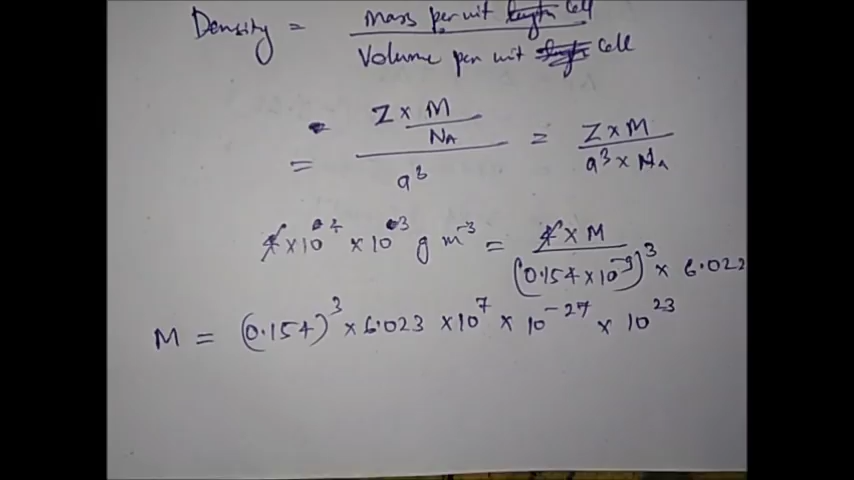 Density = Mass per unit length Cell / Volume per unit length Cell
= Z × M/NA / a³ = Z × M / a³ × NA
4 × 10⁴ × 10³ g m⁻³ = 4 × M / (0.154 × 10⁻⁹)³ × 6.022
M = (0.154)³ × 6.023 × 10⁷ × 10⁻²⁷ × 10²³